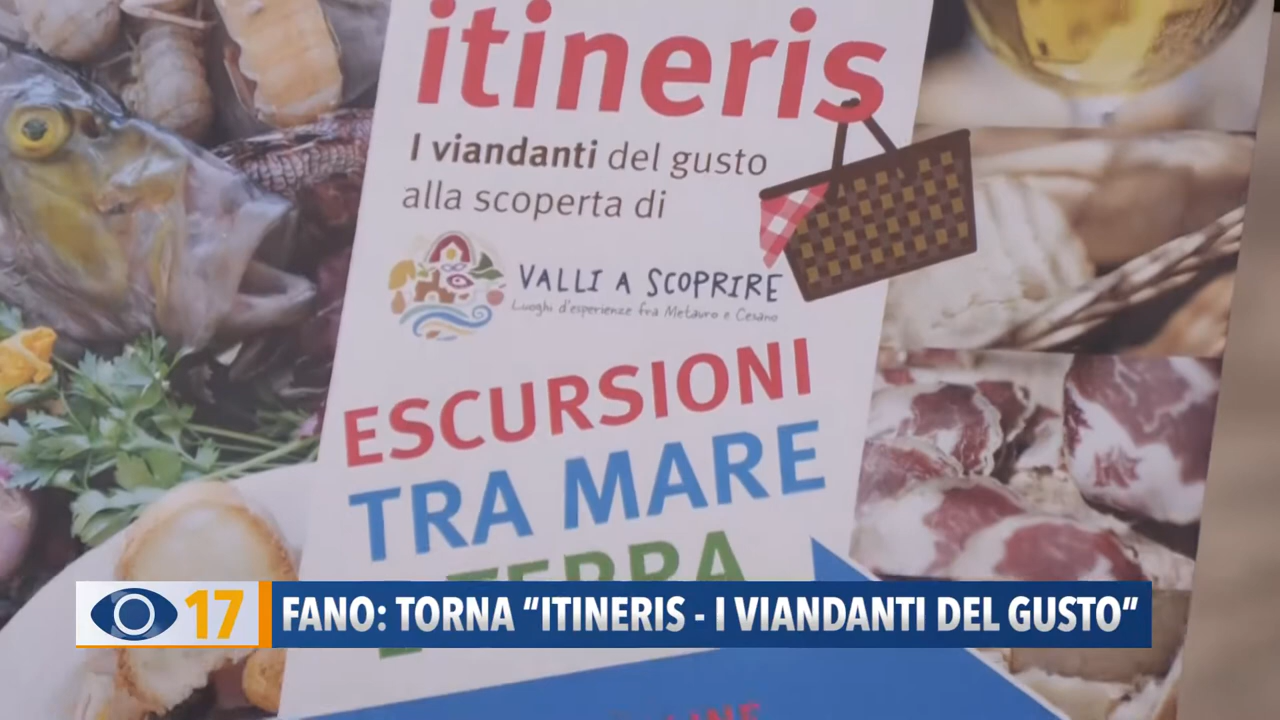 itineris
I viandanti del gusto
alla scoperta di
VALLI A SCOPRIRE
Luoghi d'esperienze fra Metauro e Cesano
ESCURSIONI
TRA MARE
TERRA
17 FANO: TORNA “ITINERIS - I VIANDANTI DEL GUSTO”